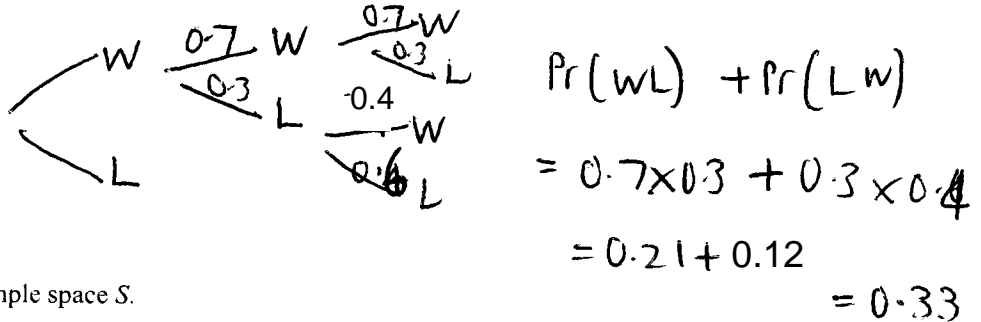 0.7 W
W 0.7 W 0.3 L
0.3 L 0.4 W
L 0.6 L
Pr(WL) + Pr(LW)
= 0.7×0.3 + 0.3×0.4
= 0.21 + 0.12
= 0.33
nple space S.